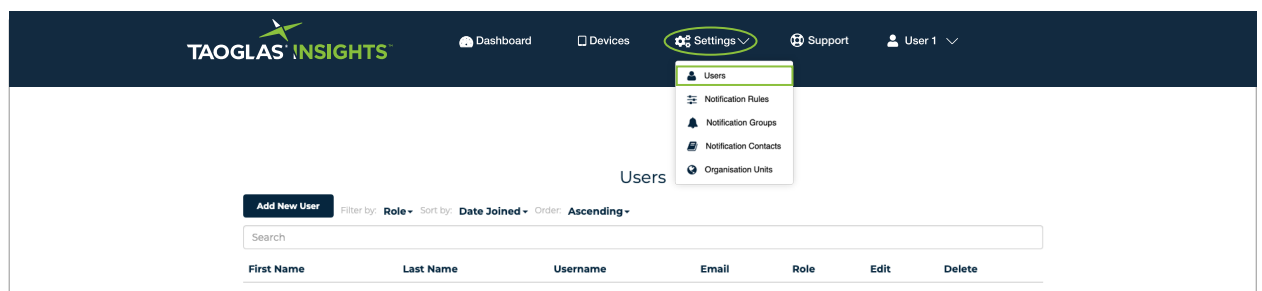 TAOGLAS INSIGHTS™
Dashboard
Devices
Settings
Support
User 1
Users
Notification Rules
Notification Groups
Notification Contacts
Organisation Units
Users
Add New User
Filter by: Role Sort by: Date Joined Order: Ascending
Search
First Name Last Name Username Email Role Edit Delete